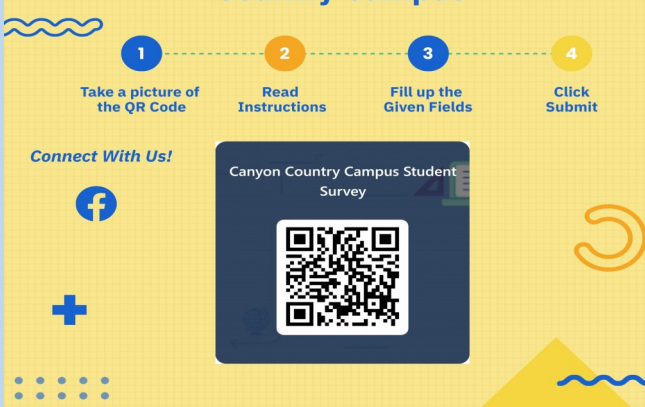 1
2
3
4
Take a picture of
the QR Code
Read
Instructions
Fill up the
Given Fields
Click
Submit
Connect With Us!
Canyon Country Campus Student
Survey